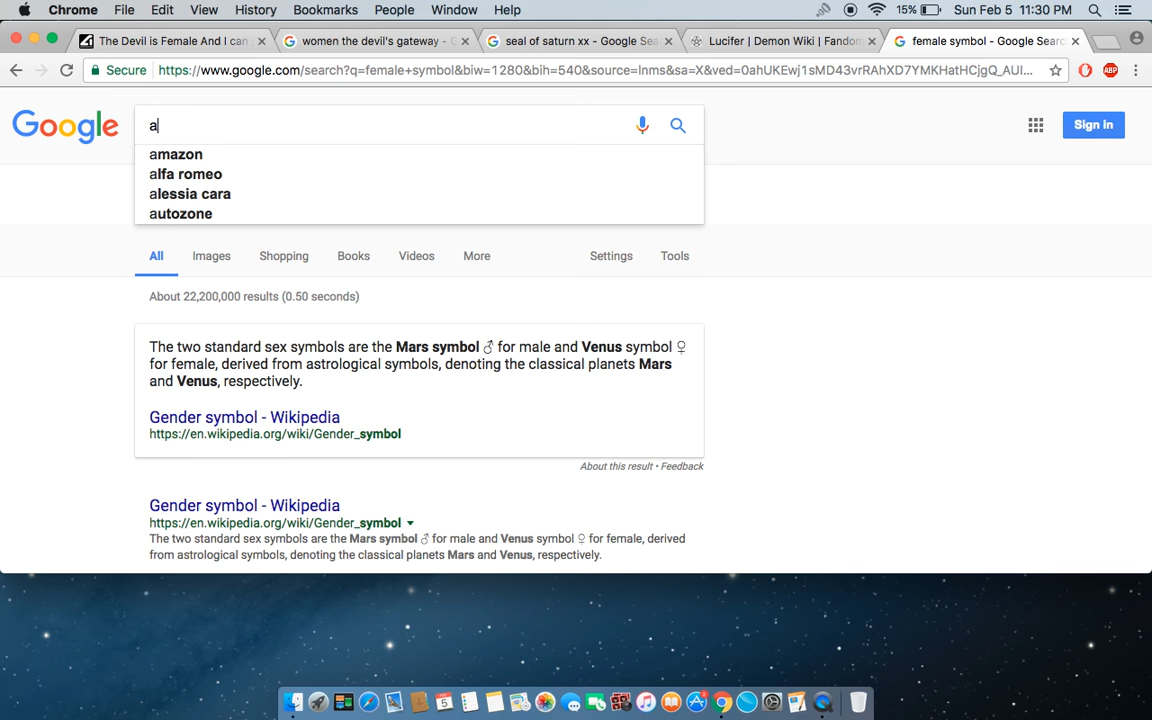 Chrome File Edit View History Bookmarks People Window Help 15% Sun Feb 5 11:30 PM
The Devil is Female And I can women the devil's gateway - G seal of saturn xx - Google Sea Lucifer | Demon Wiki | Fandom female symbol - Google Searc
Secure https://www.google.com/search?q=female+symbol&biw=1280&bih=540&source=lnms&sa=X&ved=0ahUKEwj1sMD43vrRAhXD7YMKHatHCjgQ_AUI... ABP
Google a Sign in
amazon
alfa romeo
alessia cara
autozone
All Images Shopping Books Videos More Settings Tools
About 22,200,000 results (0.50 seconds)
The two standard sex symbols are the Mars symbol ♂ for male and Venus symbol ♀
for female, derived from astrological symbols, denoting the classical planets Mars
and Venus, respectively.
Gender symbol - Wikipedia
https://en.wikipedia.org/wiki/Gender_symbol
About this result • Feedback
Gender symbol - Wikipedia
https://en.wikipedia.org/wiki/Gender_symbol
The two standard sex symbols are the Mars symbol ♂ for male and Venus symbol ♀ for female, derived
from astrological symbols, denoting the classical planets Mars and Venus, respectively.
5